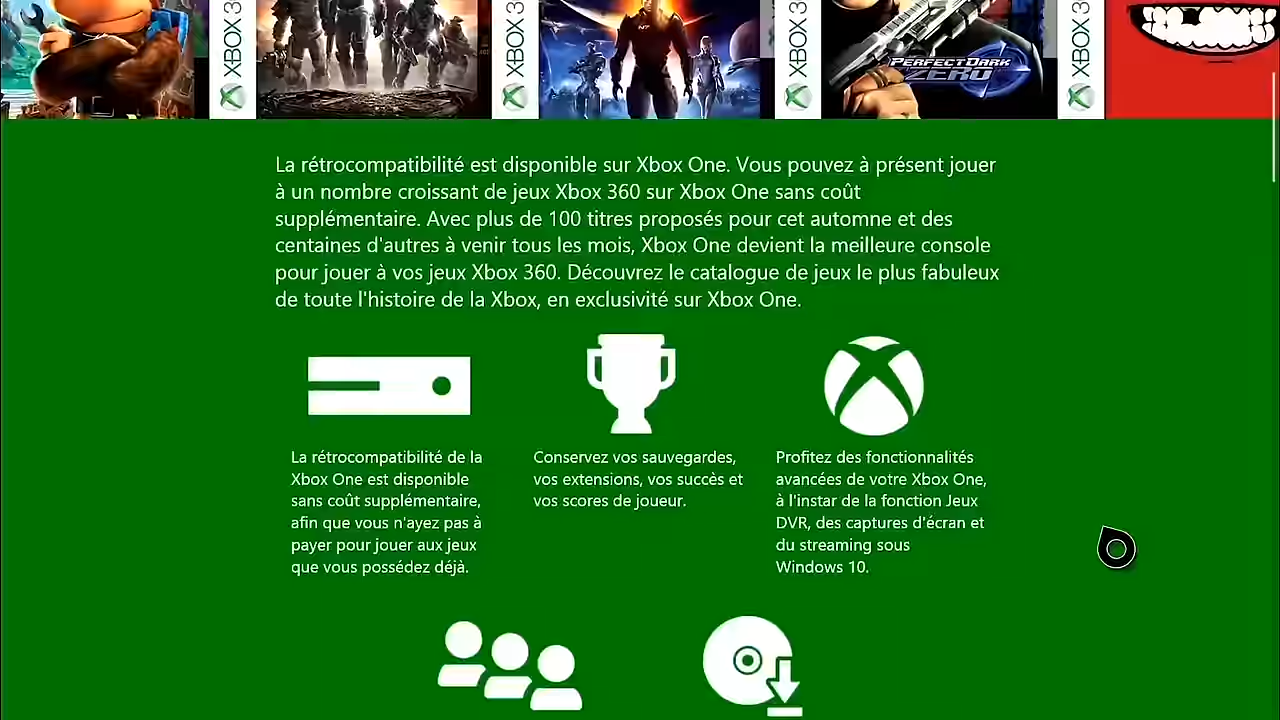 XBOX 3
XBOX 3
XBOX 3
PERFECT DARK
ZERO
XBOX 3
La rétrocompatibilité est disponible sur Xbox One. Vous pouvez à présent jouer
à un nombre croissant de jeux Xbox 360 sur Xbox One sans coût
supplémentaire. Avec plus de 100 titres proposés pour cet automne et des
centaines d'autres à venir tous les mois, Xbox One devient la meilleure console
pour jouer à vos jeux Xbox 360. Découvrez le catalogue de jeux le plus fabuleux
de toute l'histoire de la Xbox, en exclusivité sur Xbox One.
La rétrocompatibilité de la
Xbox One est disponible
sans coût supplémentaire,
afin que vous n'ayez pas à
payer pour jouer aux jeux
que vous possédez déjà.
Conservez vos sauvegardes,
vos extensions, vos succès et
vos scores de joueur.
Profitez des fonctionnalités
avancées de votre Xbox One,
à l'instar de la fonction Jeux
DVR, des captures d'écran et
du streaming sous
Windows 10.